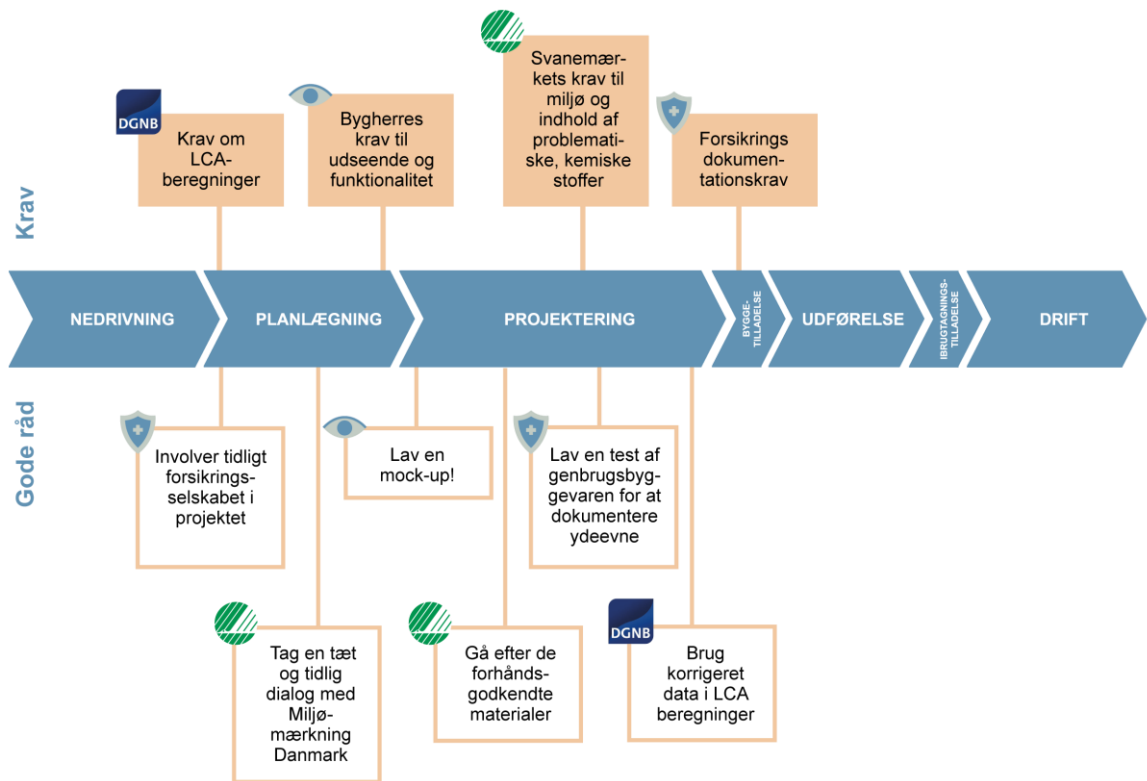 Svanemær-
kets krav til
miljø og
indhold af
problemati-
ske, kemiske
stoffer
DGNB
Krav om
LCA-
beregninger
Bygherres
krav til
udseende og
funktionalitet
Forsikrings
dokumen-
tationskrav
Krav
NEDRIVNING
PLANLÆGNING
PROJEKTERING
BYGGE-
TILLADELSE
UDFØRELSE
IBRUGTAGNINGS-
TILLADELSE
DRIFT
Gode råd
Involver tidligt
forsikrings-
selskabet i
projektet
Lav en
mock-up!
Lav en test af
genbrugsbyg-
gevaren for at
dokumentere
ydeevne
Tag en tæt
og tidlig
dialog med
Miljø-
mærkning
Danmark
Gå efter de
forhånds-
godkendte
materialer
DGNB
Brug
korrigeret
data i LCA
beregninger